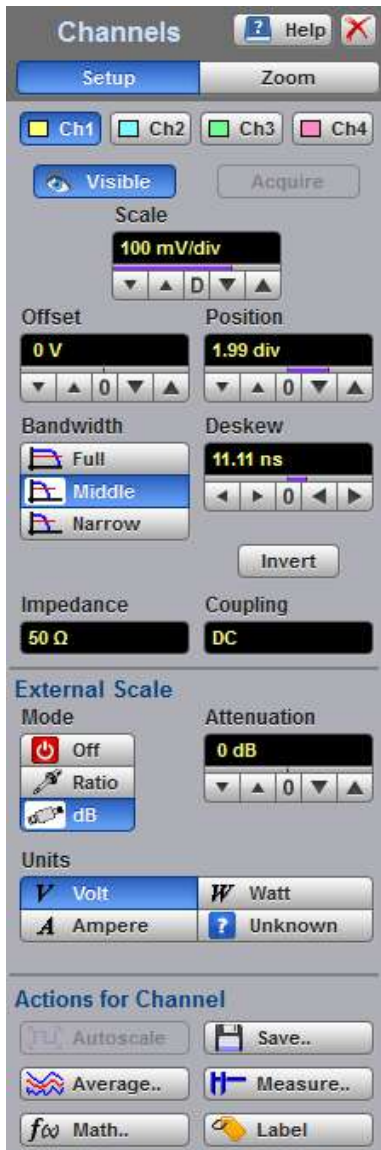 Channels ? Help
Setup Zoom
Ch1 Ch2 Ch3 Ch4
Visible Acquire
Scale
100 mV/div
D
Offset Position
0 V 1.99 div
0 0
Bandwidth Deskew
Full 11.11 ns
Middle 0
Narrow
Invert
Impedance Coupling
50 Ω DC
External Scale
Mode Attenuation
Off 0 dB
Ratio 0
dB
Units
V Volt W Watt
A Ampere ? Unknown
Actions for Channel
Autoscale Save..
Average.. Measure..
f(x) Math.. Label